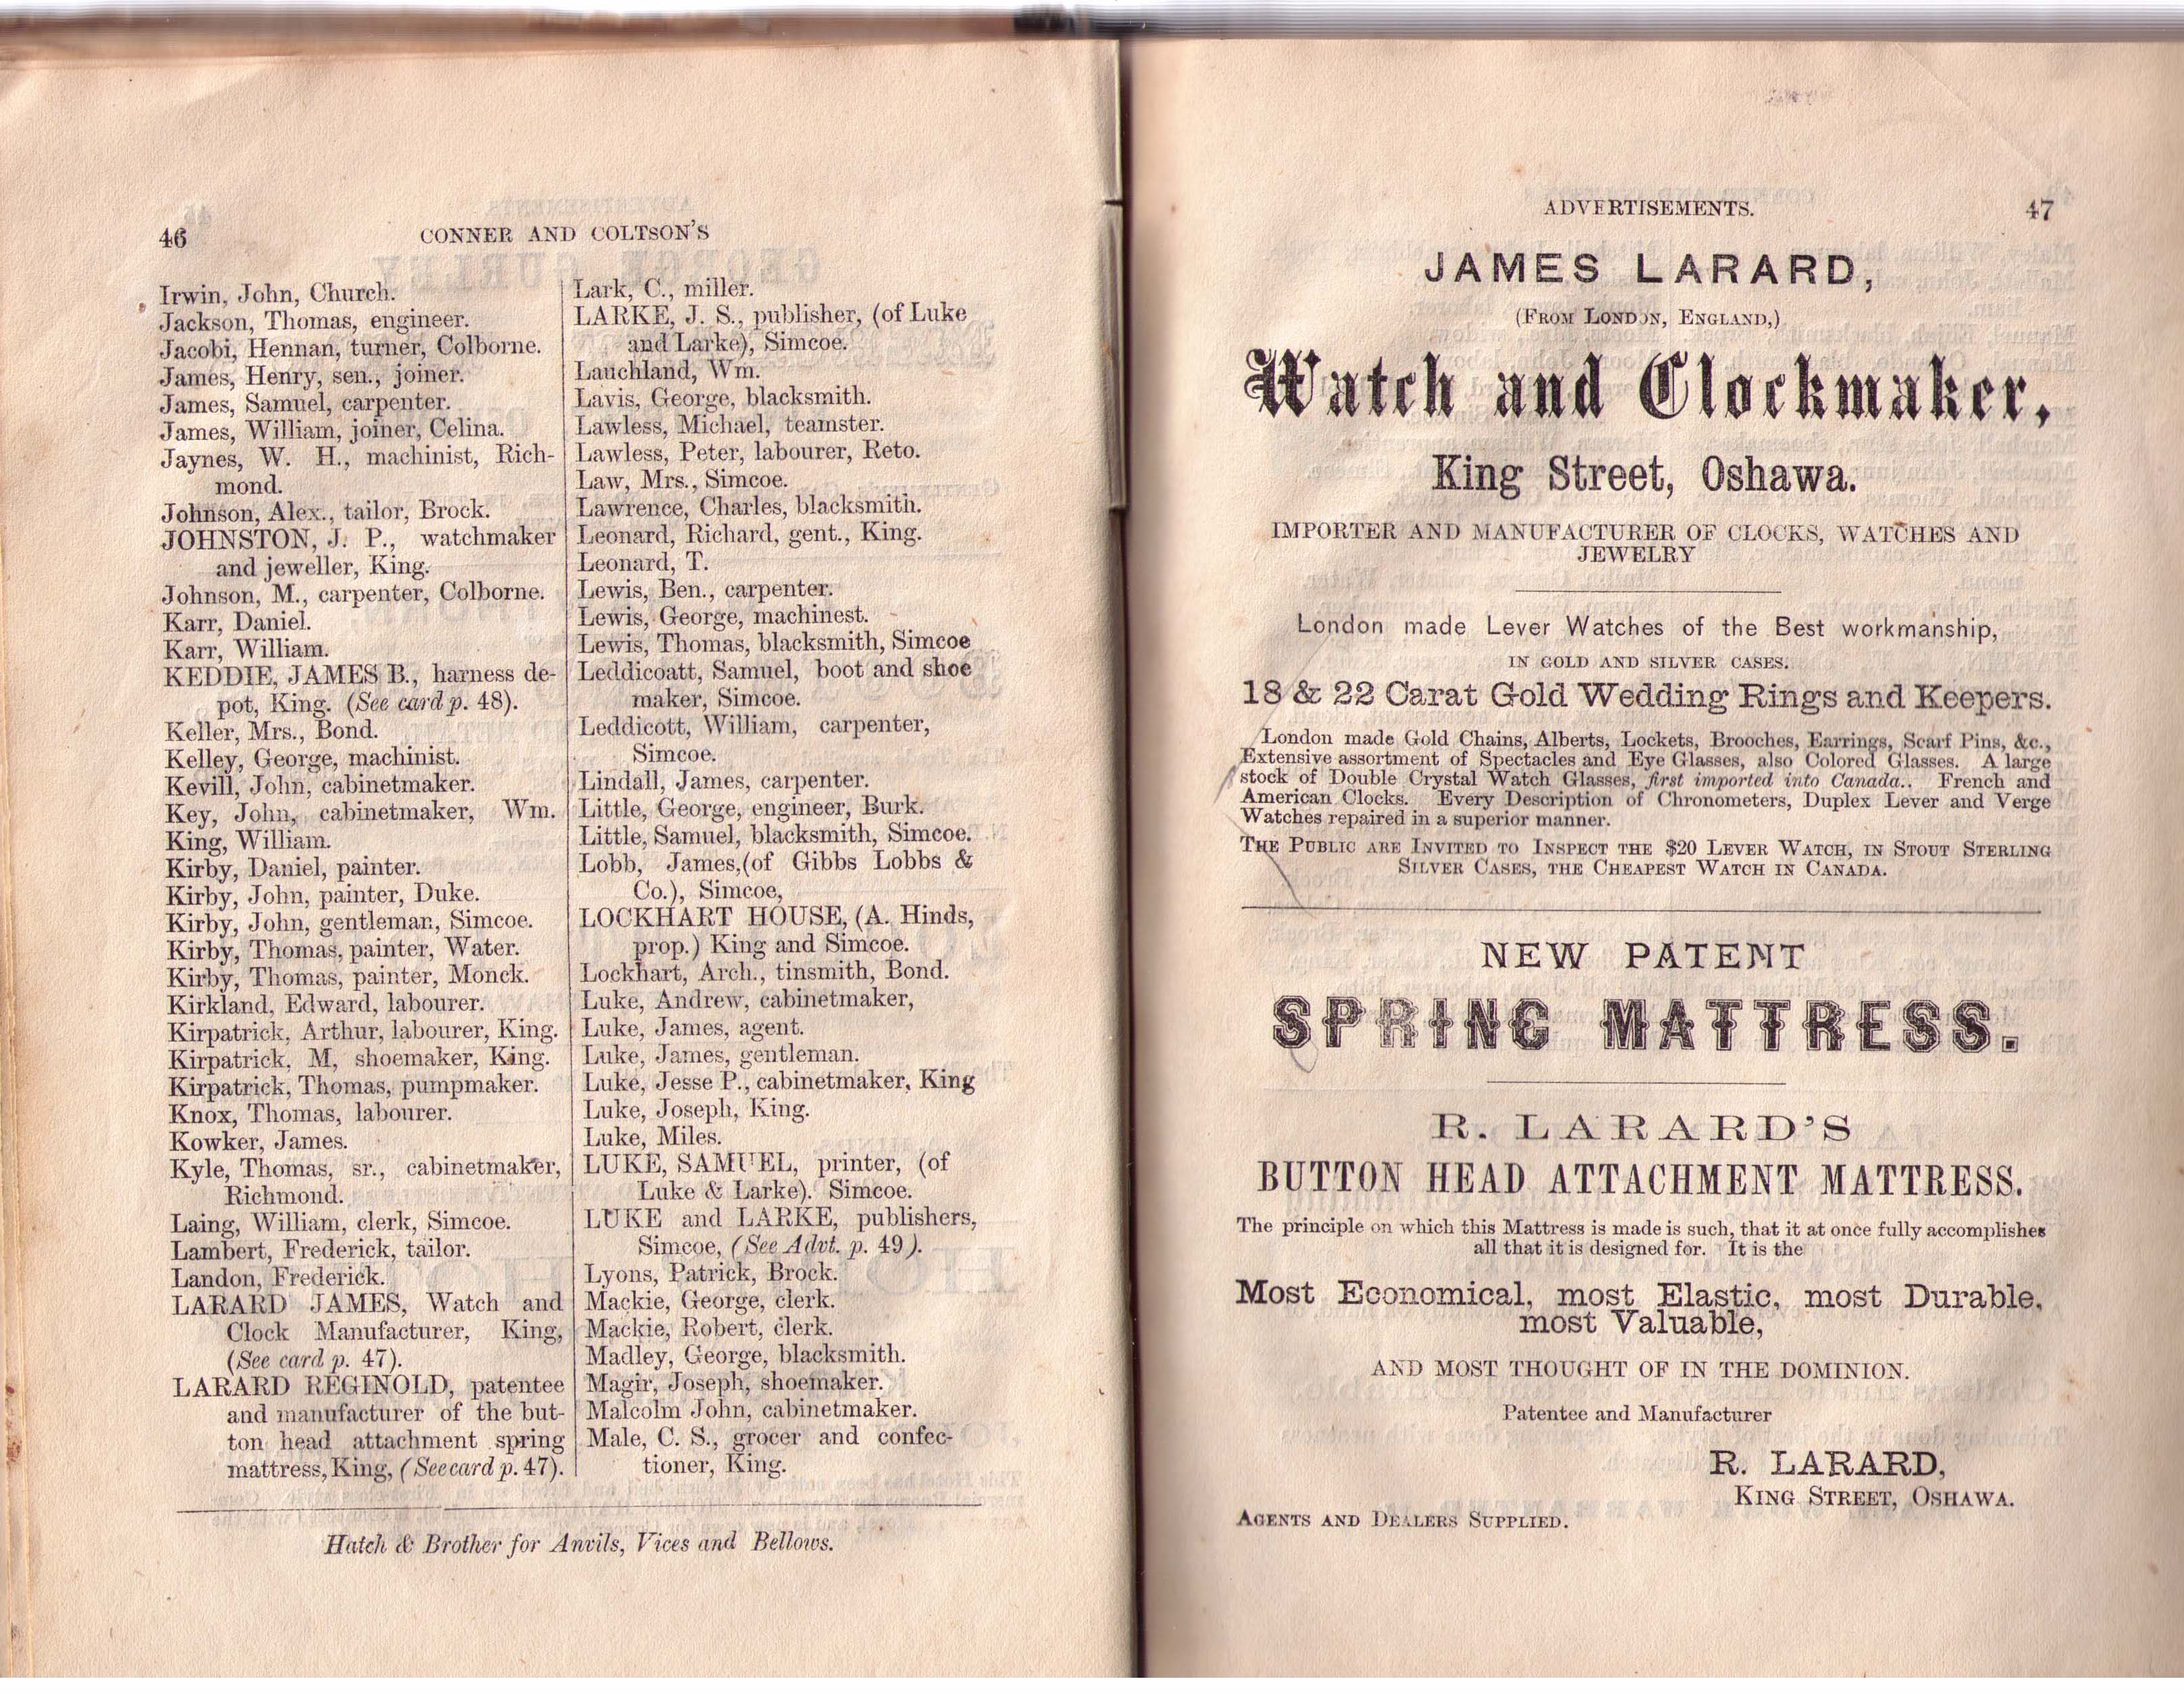 46
CONNER AND COLTSON'S
Irwin, John, Church.
Jackson, Thomas, engineer.
Jacobi, Hennan, turner, Colborne.
James, Henry, sen., joiner.
James, Samuel, carpenter.
James, William, joiner, Celina.
Jaynes, W. H., machinist, Rich-
mond.
Johnson, Alex., tailor, Brock.
JOHNSTON, J. P., watchmaker
and jeweller, King.
Johnson, M., carpenter, Colborne.
Karr, Daniel.
Karr, William.
KEDDIE, JAMES B., harness de-
pot, King. (See card p. 48).
Keller, Mrs., Bond.
Kelley, George, machinist.
Kevill, John, cabinetmaker.
Key, John, cabinetmaker, Wm.
King, William.
Kirby, Daniel, painter.
Kirby, John, painter, Duke.
Kirby, John, gentleman, Simcoe.
Kirby, Thomas, painter, Water.
Kirby, Thomas, painter, Monck.
Kirkland, Edward, labourer.
Kirpatrick, Arthur, labourer, King.
Kirpatrick, M, shoemaker, King.
Kirpatrick, Thomas, pumpmaker.
Knox, Thomas, labourer.
Kowker, James.
Kyle, Thomas, sr., cabinetmaker,
Richmond.
Laing, William, clerk, Simcoe.
Lambert, Frederick, tailor.
Landon, Frederick.
LARARD JAMES, Watch and
Clock Manufacturer, King,
(See card p. 47).
LARARD REGINOLD, patentee
and manufacturer of the but-
ton head attachment spring
mattress, King, (See card p. 47).
Lark, C., miller.
LARKE, J. S., publisher, (of Luke
and Larke), Simcoe.
Lauchland, Wm.
Lavis, George, blacksmith.
Lawless, Michael, teamster.
Lawless, Peter, labourer, Reto.
Law, Mrs., Simcoe.
Lawrence, Charles, blacksmith.
Leonard, Richard, gent., King.
Leonard, T.
Lewis, Ben., carpenter.
Lewis, George, machinest.
Lewis, Thomas, blacksmith, Simcoe
Leddicoatt, Samuel, boot and shoe
maker, Simcoe.
Leddicott, William, carpenter,
Simcoe.
Lindall, James, carpenter.
Little, George, engineer, Burk.
Little, Samuel, blacksmith, Simcoe.
Lobb, James, (of Gibbs Lobbs &
Co.), Simcoe,
LOCKHART HOUSE, (A. Hinds,
prop.) King and Simcoe.
Lockhart, Arch., tinsmith, Bond.
Luke, Andrew, cabinetmaker,
Luke, James, agent.
Luke, James, gentleman.
Luke, Jesse P., cabinetmaker, King
Luke, Joseph, King.
Luke, Miles.
LUKE, SAMUEL, printer, (of
Luke & Larke). Simcoe.
LUKE and LARKE, publishers,
Simcoe, (See Advt. p. 49).
Lyons, Patrick, Brock.
Mackie, George, clerk.
Mackie, Robert, clerk.
Madley, George, blacksmith.
Magir, Joseph, shoemaker.
Malcolm John, cabinetmaker.
Male, C. S., grocer and confec-
tioner, King.
Hatch & Brother for Anvils, Vices and Bellows.
ADVERTISEMENTS.
47
JAMES LARARD,
(FROM LONDON, ENGLAND,)
Watch and Clockmaker,
King Street, Oshawa.
IMPORTER AND MANUFACTURER OF CLOCKS, WATCHES AND
JEWELRY
London made Lever Watches of the Best workmanship,
IN GOLD AND SILVER CASES.
18 & 22 Carat Gold Wedding Rings and Keepers.
London made Gold Chains, Alberts, Lockets, Brooches, Earrings, Scarf Pins, &c.,
Extensive assortment of Spectacles and Eye Glasses, also Colored Glasses. A large
stock of Double Crystal Watch Glasses, first imported into Canada.. French and
American Clocks. Every Description of Chronometers, Duplex Lever and Verge
Watches repaired in a superior manner.
THE PUBLIC ARE INVITED TO INSPECT THE $20 LEVER WATCH, IN STOUT STERLING
SILVER CASES, THE CHEAPEST WATCH IN CANADA.
NEW PATENT
SPRING MATTRESS.
R. LARARD'S
BUTTON HEAD ATTACHMENT MATTRESS.
The principle on which this Mattress is made is such, that it at once fully accomplishes
all that it is designed for. It is the
Most Economical, most Elastic, most Durable,
most Valuable,
AND MOST THOUGHT OF IN THE DOMINION.
Patentee and Manufacturer
R. LARARD,
KING STREET, OSHAWA.
AGENTS AND DEALERS SUPPLIED.